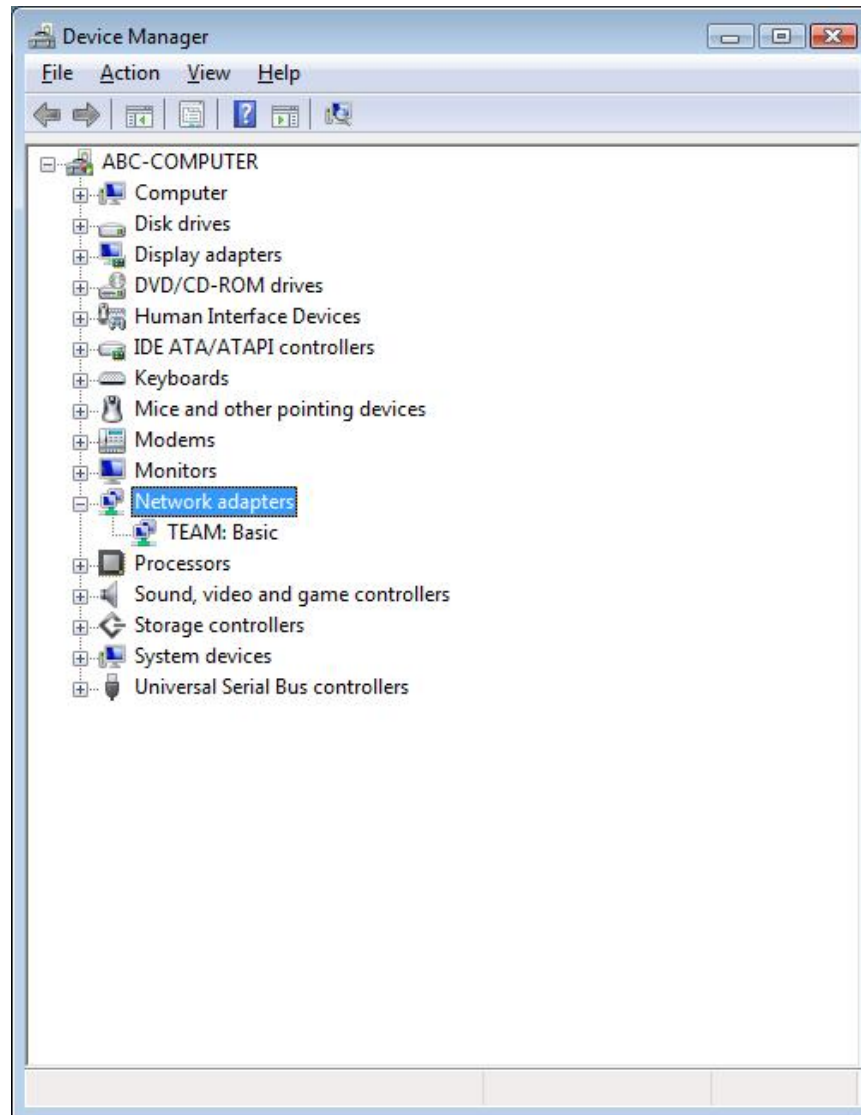 Device Manager
File Action View Help
ABC-COMPUTER
Computer
Disk drives
Display adapters
DVD/CD-ROM drives
Human Interface Devices
IDE ATA/ATAPI controllers
Keyboards
Mice and other pointing devices
Modems
Monitors
Network adapters
TEAM: Basic
Processors
Sound, video and game controllers
Storage controllers
System devices
Universal Serial Bus controllers